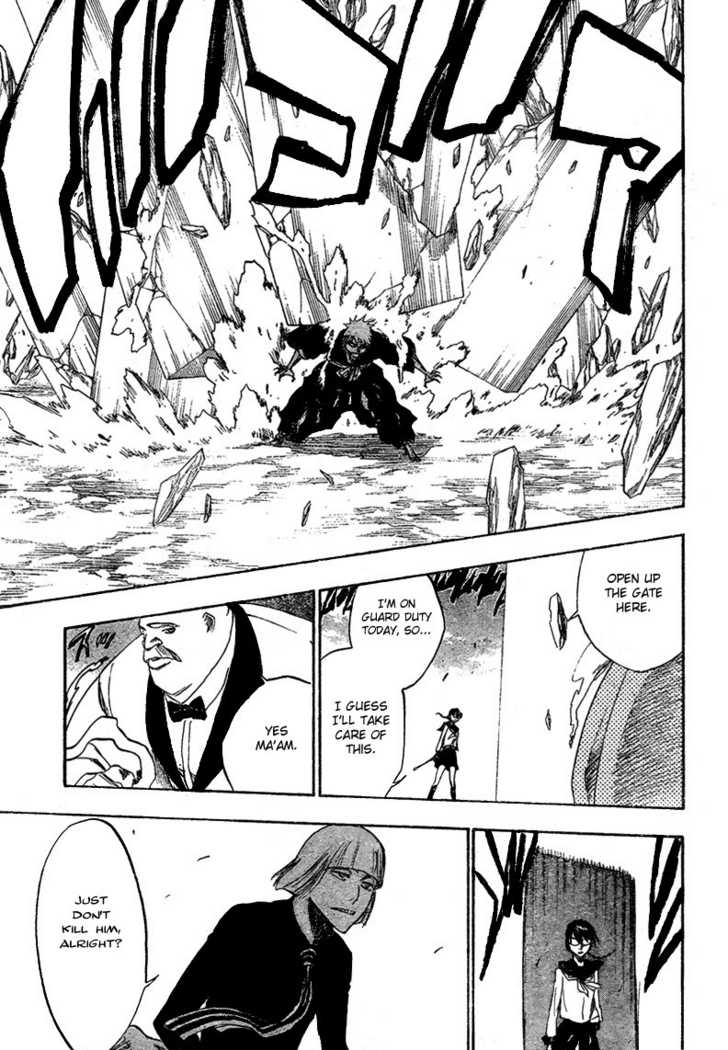 OPEN UP
THE GATE
HERE.
I'M ON
GUARD DUTY
TODAY, SO...
I GUESS
I'LL TAKE
CARE OF
THIS.
YES
MA'AM.
JUST
DON'T
KILL HIM,
ALRIGHT?